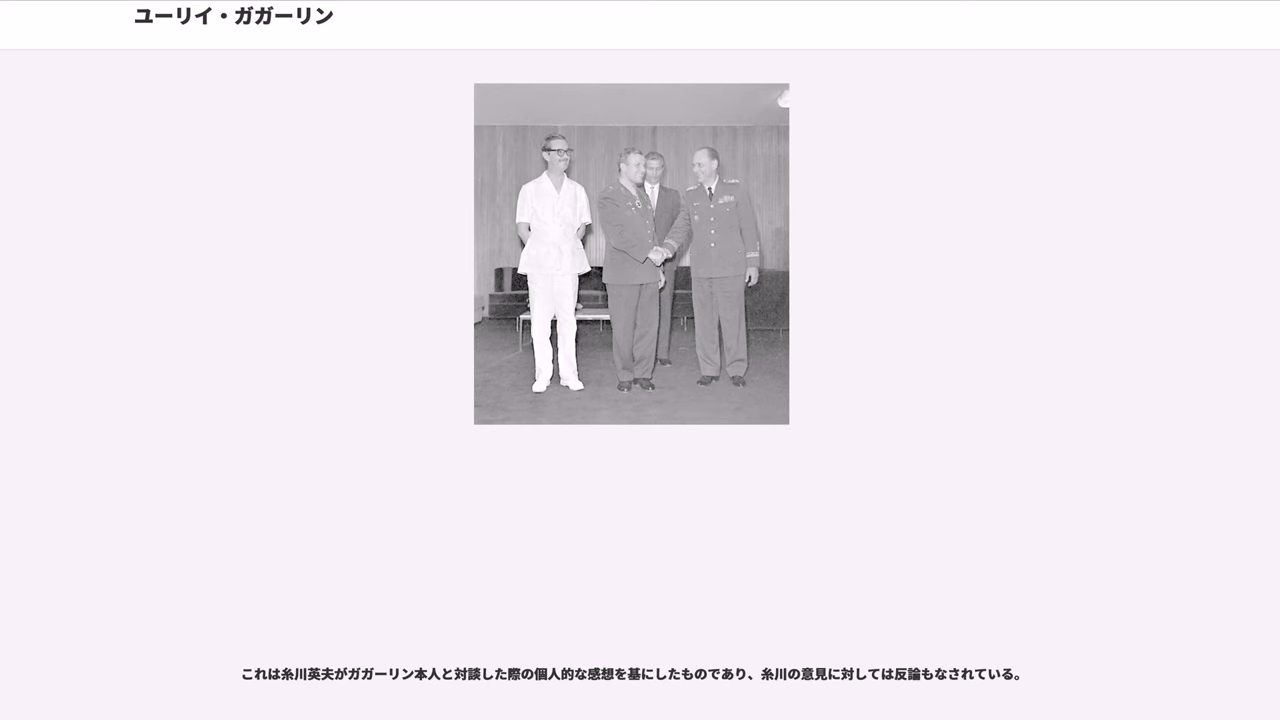 ユーリイ・ガガーリン
これは糸川英夫がガガーリン本人と対談した際の個人的な感想を基にしたものであり、糸川の意見に対しては反論もなされている。